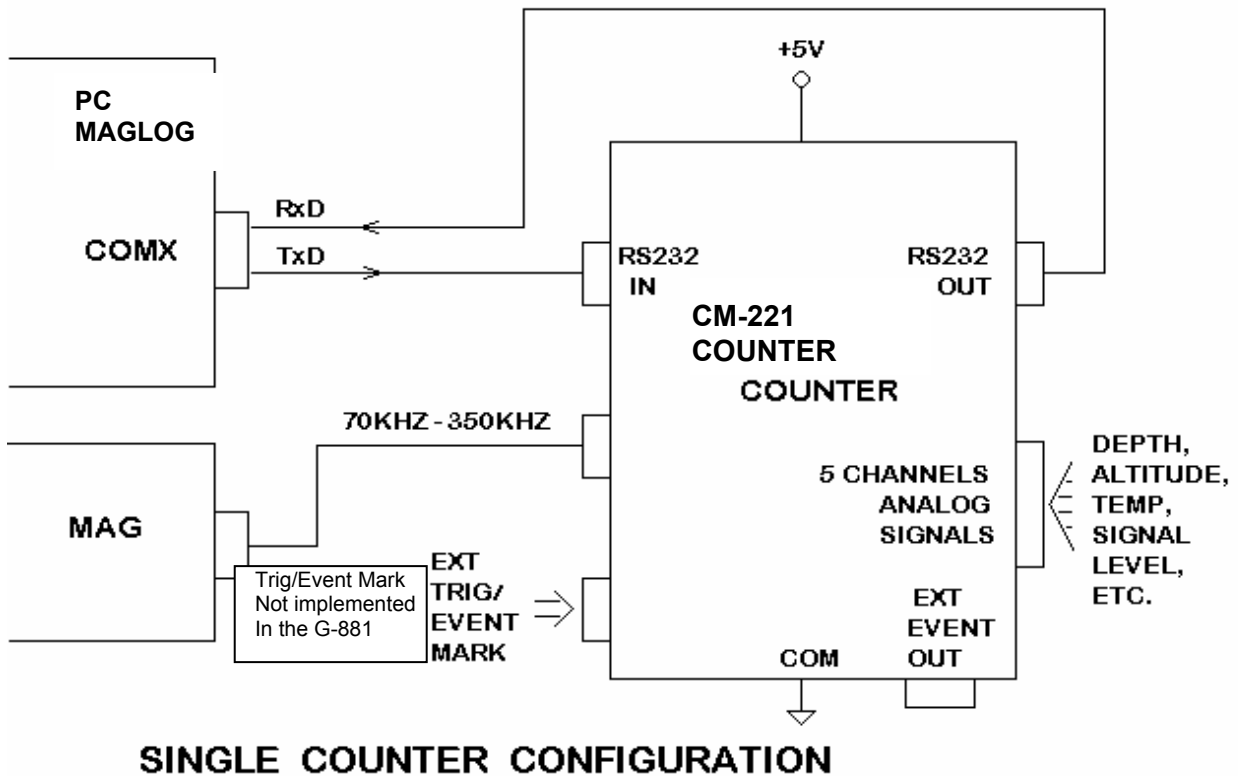 +5V
PC
MAGLOG
COMX
RxD
TxD
RS232
IN
RS232
OUT
CM-221
COUNTER
COUNTER
70KHZ - 350KHZ
MAG
5 CHANNELS
ANALOG
SIGNALS
DEPTH,
ALTITUDE,
TEMP,
SIGNAL
LEVEL,
ETC.
Trig/Event Mark
Not implemented
In the G-881
EXT
TRIG/
EVENT
MARK
COM
EXT
EVENT
OUT
SINGLE COUNTER CONFIGURATION